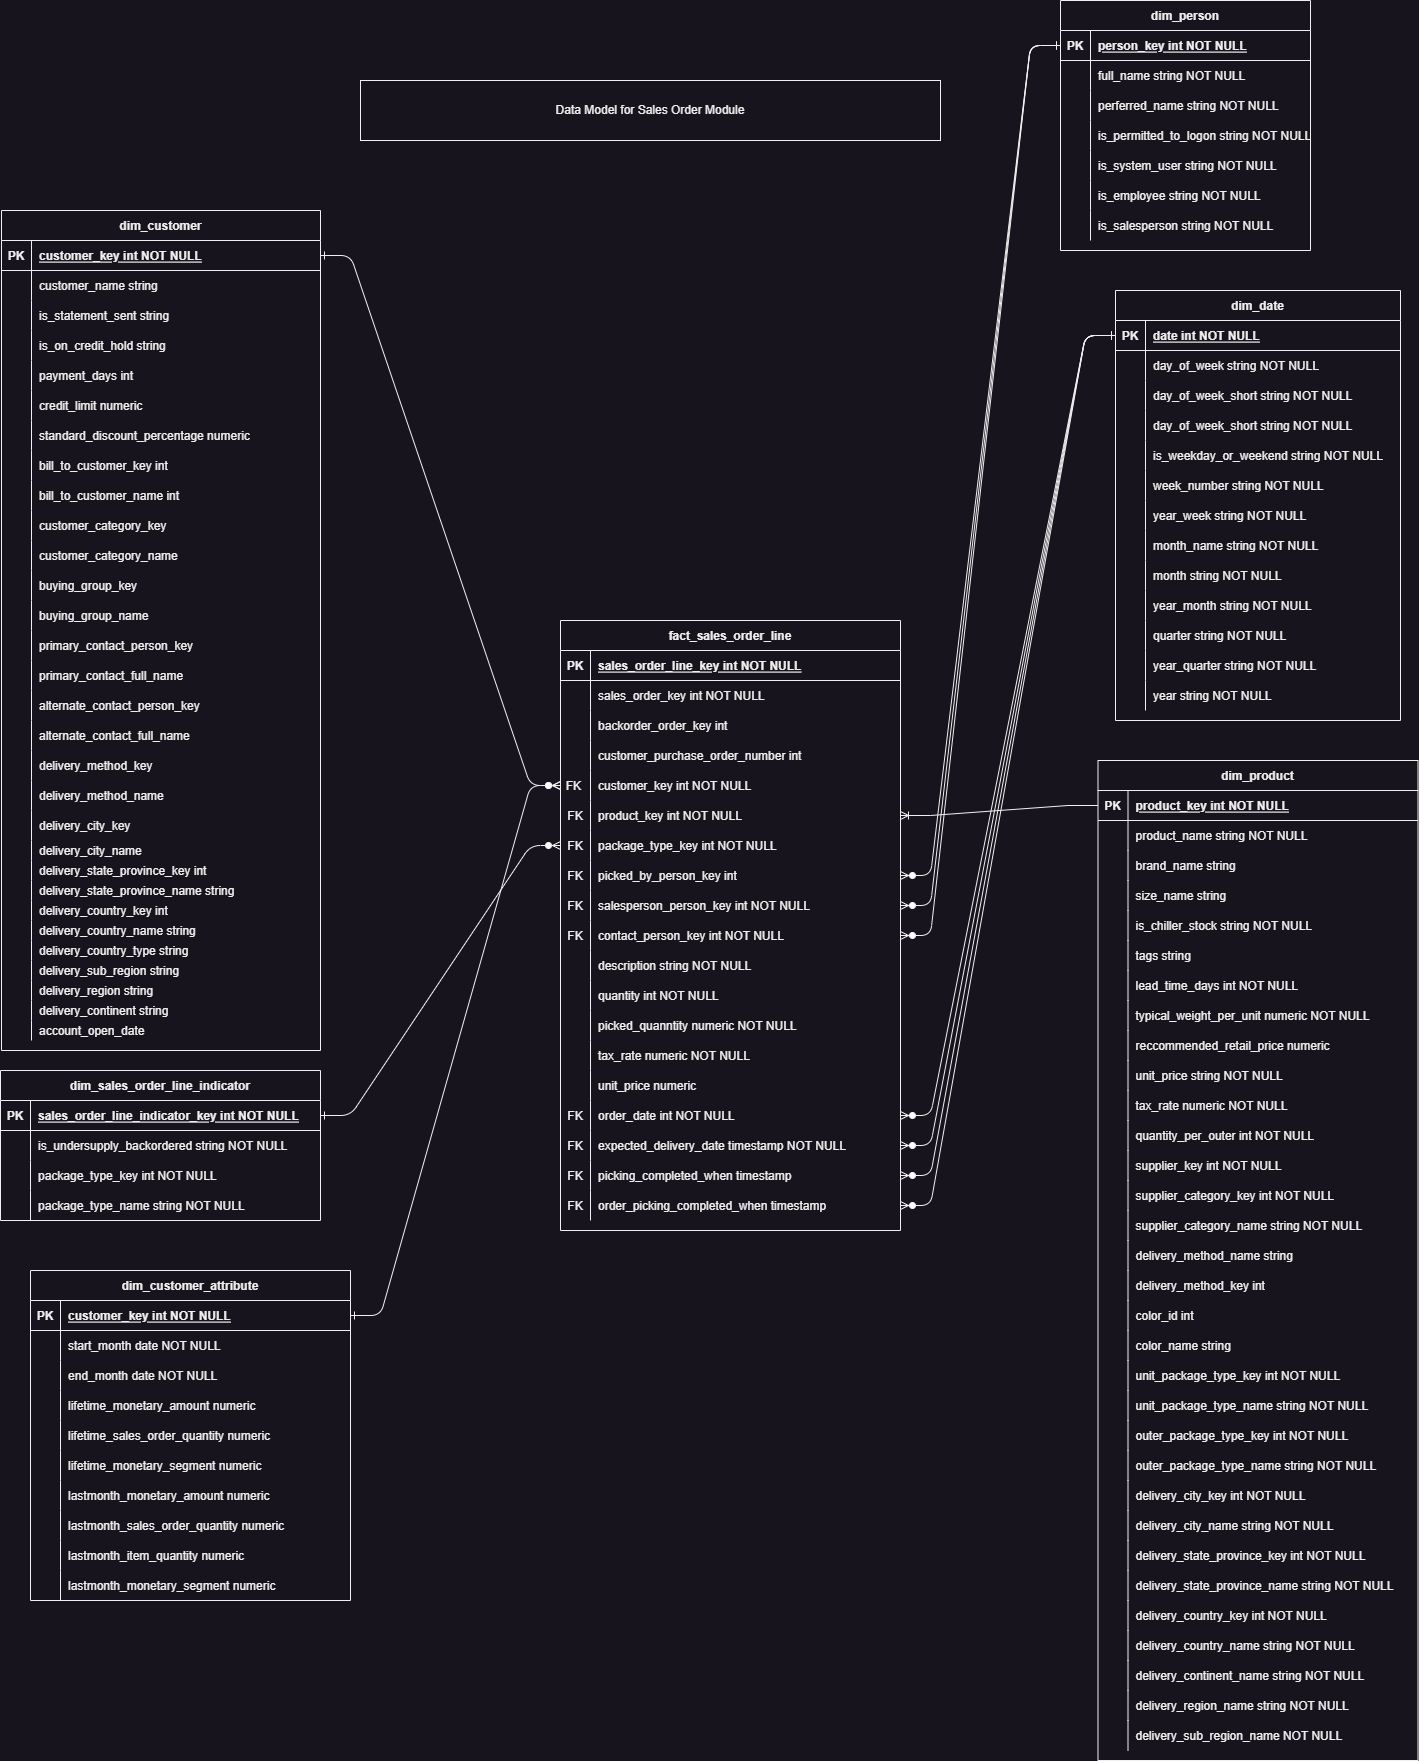 Data Model for Sales Order Module
dim_person
PK person_key int NOT NULL
full_name string NOT NULL
perferred_name string NOT NULL
is_permitted_to_logon string NOT NULL
is_system_user string NOT NULL
is_employee string NOT NULL
is_salesperson string NOT NULL
dim_customer
PK customer_key int NOT NULL
customer_name string
is_statement_sent string
is_on_credit_hold string
payment_days int
credit_limit numeric
standard_discount_percentage numeric
bill_to_customer_key int
bill_to_customer_name int
customer_category_key
customer_category_name
buying_group_key
buying_group_name
primary_contact_person_key
primary_contact_full_name
alternate_contact_person_key
alternate_contact_full_name
delivery_method_key
delivery_method_name
delivery_city_key
delivery_city_name
delivery_state_province_key int
delivery_state_province_name string
delivery_country_key int
delivery_country_name string
delivery_country_type string
delivery_sub_region string
delivery_region string
delivery_continent string
account_open_date
dim_date
PK date int NOT NULL
day_of_week string NOT NULL
day_of_week_short string NOT NULL
day_of_week_short string NOT NULL
is_weekday_or_weekend string NOT NULL
week_number string NOT NULL
year_week string NOT NULL
month_name string NOT NULL
month string NOT NULL
year_month string NOT NULL
quarter string NOT NULL
year_quarter string NOT NULL
year string NOT NULL
fact_sales_order_line
PK sales_order_line_key int NOT NULL
sales_order_key int NOT NULL
backorder_order_key int
customer_purchase_order_number int
FK customer_key int NOT NULL
FK product_key int NOT NULL
FK package_type_key int NOT NULL
FK picked_by_person_key int
FK salesperson_person_key int NOT NULL
FK contact_person_key int NOT NULL
description string NOT NULL
quantity int NOT NULL
picked_quanntity numeric NOT NULL
tax_rate numeric NOT NULL
unit_price numeric
FK order_date int NOT NULL
FK expected_delivery_date timestamp NOT NULL
FK picking_completed_when timestamp
FK order_picking_completed_when timestamp
dim_product
PK product_key int NOT NULL
product_name string NOT NULL
brand_name string
size_name string
is_chiller_stock string NOT NULL
tags string
lead_time_days int NOT NULL
typical_weight_per_unit numeric NOT NULL
reccommended_retail_price numeric
unit_price string NOT NULL
tax_rate numeric NOT NULL
quantity_per_outer int NOT NULL
supplier_key int NOT NULL
supplier_category_key int NOT NULL
supplier_category_name string NOT NULL
delivery_method_name string
delivery_method_key int
color_id int
color_name string
unit_package_type_key int NOT NULL
unit_package_type_name string NOT NULL
outer_package_type_key int NOT NULL
outer_package_type_name string NOT NULL
delivery_city_key int NOT NULL
delivery_city_name string NOT NULL
delivery_state_province_key int NOT NULL
delivery_state_province_name string NOT NULL
delivery_country_key int NOT NULL
delivery_country_name string NOT NULL
delivery_continent_name string NOT NULL
delivery_region_name string NOT NULL
delivery_sub_region_name NOT NULL
dim_sales_order_line_indicator
PK sales_order_line_indicator_key int NOT NULL
is_undersupply_backordered string NOT NULL
package_type_key int NOT NULL
package_type_name string NOT NULL
dim_customer_attribute
PK customer_key int NOT NULL
start_month date NOT NULL
end_month date NOT NULL
lifetime_monetary_amount numeric
lifetime_sales_order_quantity numeric
lifetime_monetary_segment numeric
lastmonth_monetary_amount numeric
lastmonth_sales_order_quantity numeric
lastmonth_item_quantity numeric
lastmonth_monetary_segment numeric